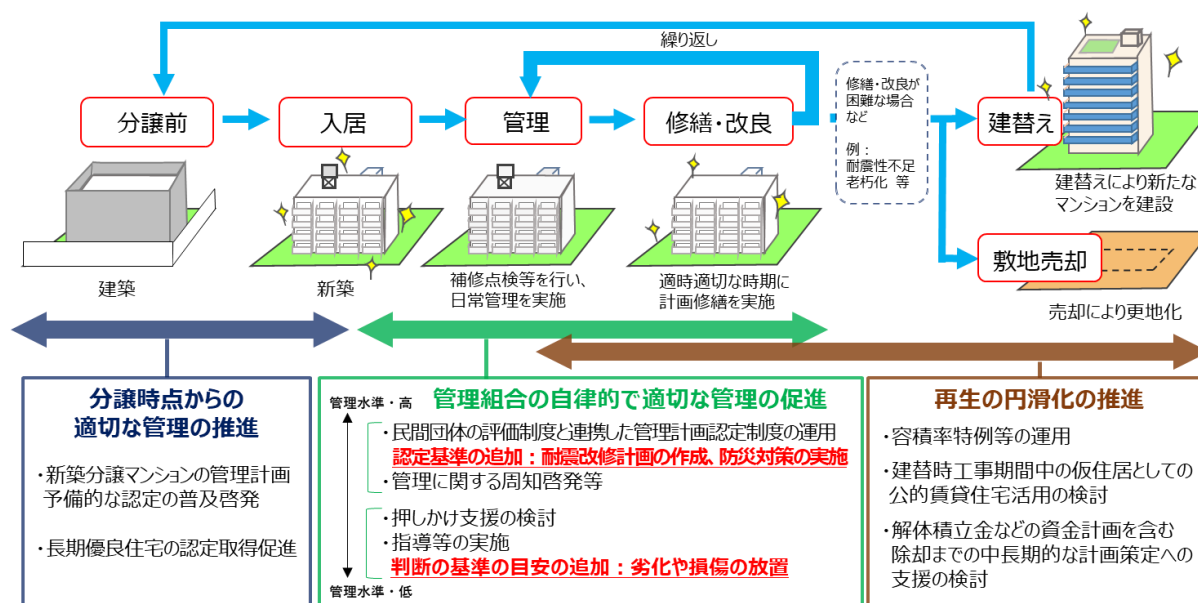 繰り返し
分譲前
入居
管理
修繕・改良
修繕・改良が
困難な場合
など
例：
耐震性不足
老朽化 等
建替え
建替えにより新たな
マンションを建設
敷地売却
売却により更地化
建築
新築
補修点検等を行い、
日常管理を実施
適時適切な時期に
計画修繕を実施
分譲時点からの
適切な管理の推進
・新築分譲マンションの管理計画
予備的な認定の普及啓発
・長期優良住宅の認定取得促進
管理組合の自律的で適切な管理の促進
管理水準・高
・民間団体の評価制度と連携した管理計画認定制度の運用
認定基準の追加：耐震改修計画の作成、防災対策の実施
・管理に関する周知啓発等
・押しかけ支援の検討
・指導等の実施
判断の基準の目安の追加：劣化や損傷の放置
管理水準・低
再生の円滑化の推進
・容積率特例等の運用
・建替時工事期間中の仮住居としての
公的賃貸住宅活用の検討
・解体積立金などの資金計画を含む
除却までの中長期的な計画策定への
支援の検討